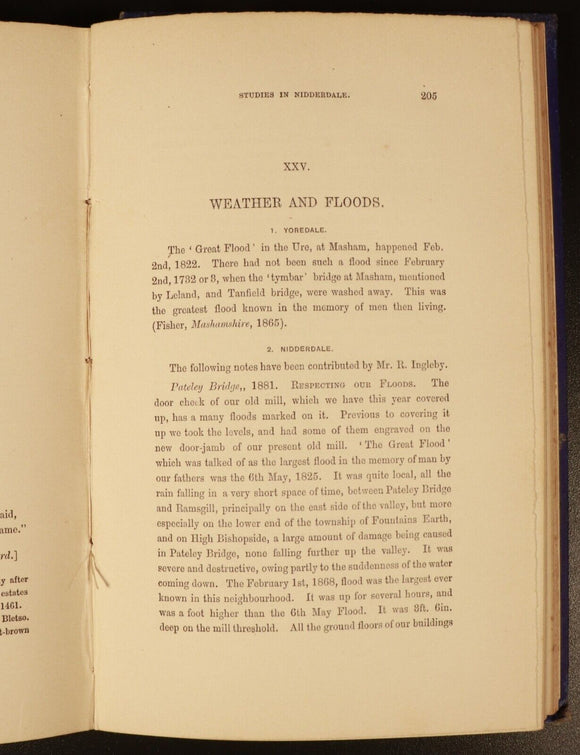 aid,
ame."
rd.]
y after
estates
1461.
Bletso.
t-brown
STUDIES IN NIDDERDALE. 205
XXV.
WEATHER AND FLOODS.
1. YOREDALE.
The 'Great Flood' in the Ure, at Masham, happened Feb.
2nd, 1822. There had not been such a flood since February
2nd, 1732 or 3, when the 'tymbar' bridge at Masham, mentioned
by Leland, and Tanfield bridge, were washed away. This was
the greatest flood known in the memory of men then living.
(Fisher, Mashamshire, 1865).
2. NIDDERDALE.
The following notes have been contributed by Mr. R. Ingleby.
Pateley Bridge,, 1881. RESPECTING OUR FLOODS. The
door cheek of our old mill, which we have this year covered
up, has a many floods marked on it. Previous to covering it
up we took the levels, and had some of them engraved on the
new door-jamb of our present old mill. 'The Great Flood'
which was talked of as the largest flood in the memory of man by
our fathers was the 6th May, 1825. It was quite local, all the
rain falling in a very short space of time, between Pateley Bridge
and Ramsgill, principally on the east side of the valley, but more
especially on the lower end of the township of Fountains Earth,
and on High Bishopside, a large amount of damage being caused
in Pateley Bridge, none falling further up the valley. It was
severe and destructive, owing partly to the suddenness of the water
coming down. The February 1st, 1868, flood was the largest ever
known in this neighbourhood. It was up for several hours, and
was a foot higher than the 6th May Flood. It was 3ft. 6in.
deep on the mill threshold. All the ground floors of our buildings